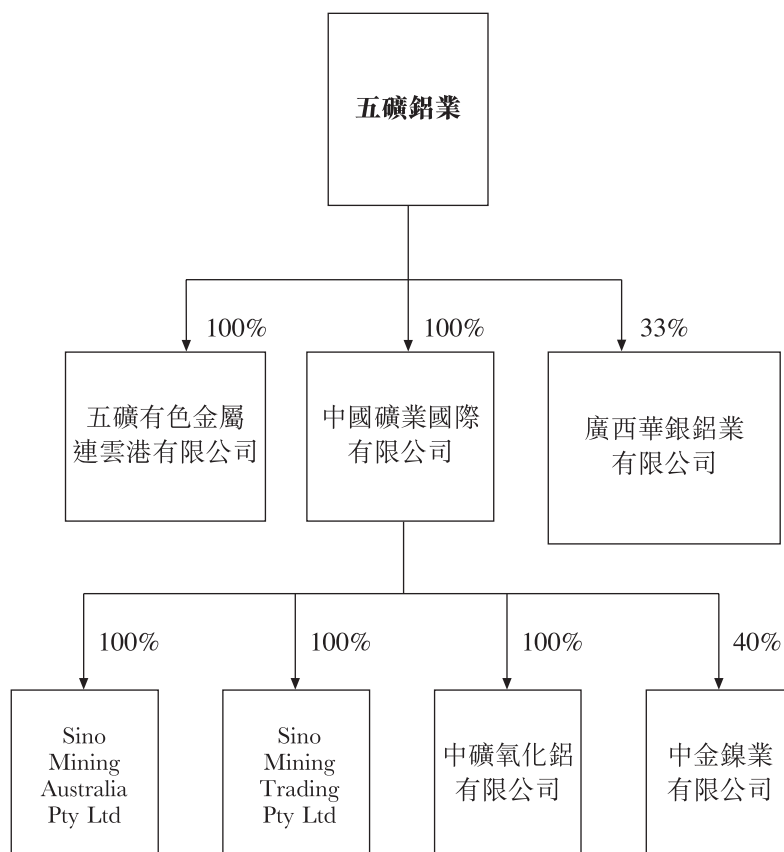 五礦鋁業
100%
100%
33%
五礦有色金屬
連雲港有限公司
中國礦業國際
有限公司
廣西華銀鋁業
有限公司
100%
100%
100%
40%
Sino
Mining
Australia
Pty Ltd
Sino
Mining
Trading
Pty Ltd
中礦氧化鋁
有限公司
中金鎳業
有限公司